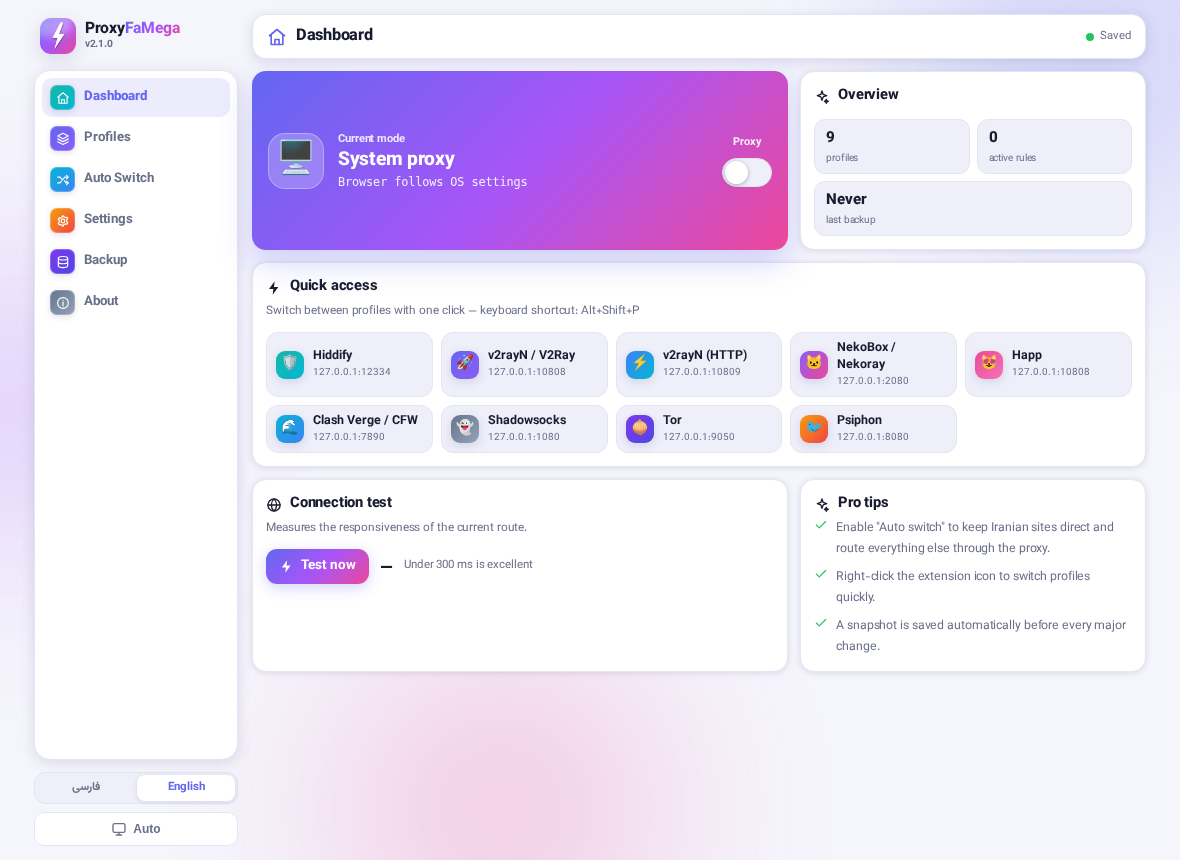 ProxyFaMega
v2.1.0
Dashboard
Profiles
Auto Switch
Settings
Backup
About
فارسی
English
Auto
Dashboard
Saved
Current mode
System proxy
Browser follows OS settings
Proxy
Overview
9
profiles
0
active rules
Never
last backup
Quick access
Switch between profiles with one click — keyboard shortcut: Alt+Shift+P
Hiddify
127.0.0.1:12334
v2rayN / V2Ray
127.0.0.1:10808
v2rayN (HTTP)
127.0.0.1:10809
NekoBox /
Nekoray
127.0.0.1:2080
Happ
127.0.0.1:10808
Clash Verge / CFW
127.0.0.1:7890
Shadowsocks
127.0.0.1:1080
Tor
127.0.0.1:9050
Psiphon
127.0.0.1:8080
Connection test
Measures the responsiveness of the current route.
Test now
—
Under 300 ms is excellent
Pro tips
Enable "Auto switch" to keep Iranian sites direct and
route everything else through the proxy.
Right-click the extension icon to switch profiles
quickly.
A snapshot is saved automatically before every major
change.